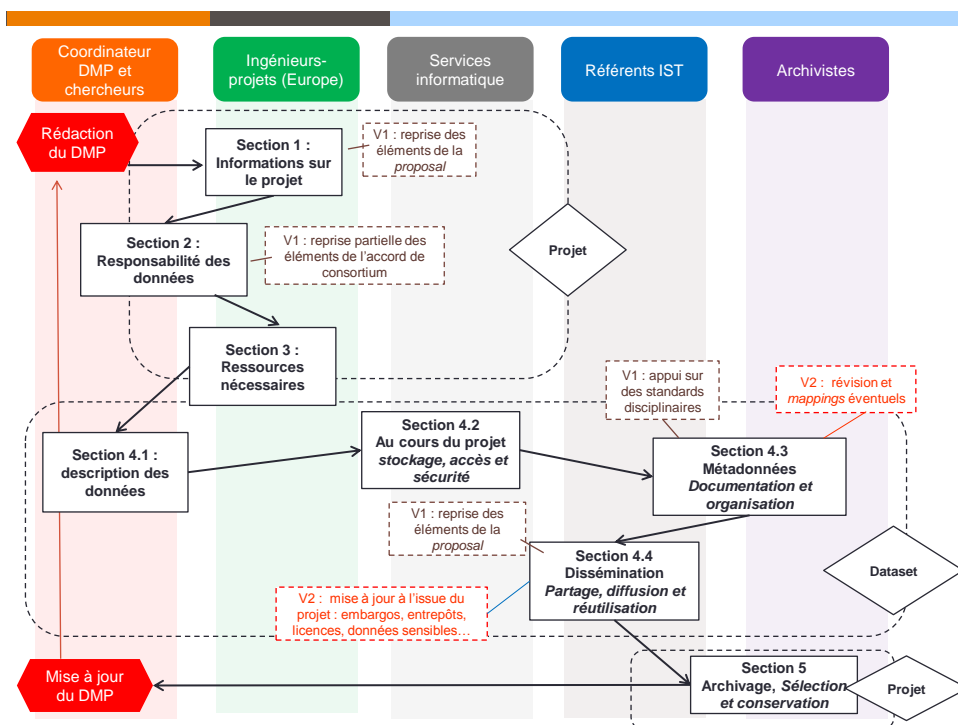 Coordinateur
DMP et
chercheurs
Ingénieurs-
projets (Europe)
Services
informatique
Référents IST
Archivistes
Rédaction
du DMP
Section 1 :
Informations sur
le projet
V1 : reprise des
éléments de la
proposal
Section 2 :
Responsabilité des
données
V1 : reprise partielle des
éléments de l'accord de
consortium
Projet
Section 3 :
Ressources
nécessaires
V1 : appui sur
des standards
disciplinaires
V2 : révision et
mappings éventuels
Section 4.1 :
description des
données
Section 4.2
Au cours du projet
stockage, accès et
sécurité
Section 4.3
Métadonnées
Documentation et
organisation
V1 : reprise des
éléments de la
proposal
Section 4.4
Dissémination
Partage, diffusion et
réutilisation
Dataset
V2 : mise à jour à l'issue du
projet : embargos, entrepôts,
licences, données sensibles…
Mise à jour
du DMP
Section 5
Archivage, Sélection
et conservation
Projet